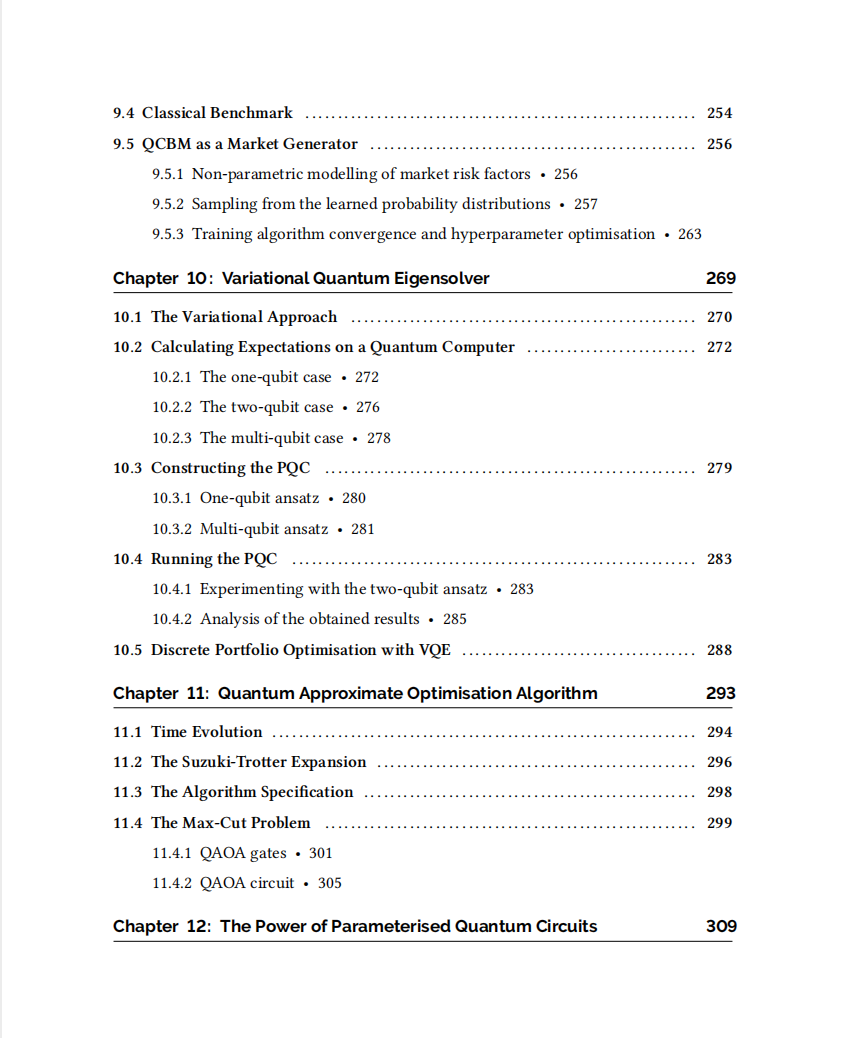 9.4 Classical Benchmark ........................................................... 254
9.5 QCBM as a Market Generator ................................................. 256
9.5.1 Non-parametric modelling of market risk factors • 256
9.5.2 Sampling from the learned probability distributions • 257
9.5.3 Training algorithm convergence and hyperparameter optimisation • 263
Chapter 10: Variational Quantum Eigensolver 269
10.1 The Variational Approach .................................................... 270
10.2 Calculating Expectations on a Quantum Computer .......................... 272
10.2.1 The one-qubit case • 272
10.2.2 The two-qubit case • 276
10.2.3 The multi-qubit case • 278
10.3 Constructing the PQC ........................................................ 279
10.3.1 One-qubit ansatz • 280
10.3.2 Multi-qubit ansatz • 281
10.4 Running the PQC ............................................................. 283
10.4.1 Experimenting with the two-qubit ansatz • 283
10.4.2 Analysis of the obtained results • 285
10.5 Discrete Portfolio Optimisation with VQE ................................... 288
Chapter 11: Quantum Approximate Optimisation Algorithm 293
11.1 Time Evolution ................................................................ 294
11.2 The Suzuki-Trotter Expansion ................................................ 296
11.3 The Algorithm Specification .................................................. 298
11.4 The Max-Cut Problem ........................................................ 299
11.4.1 QAOA gates • 301
11.4.2 QAOA circuit • 305
Chapter 12: The Power of Parameterised Quantum Circuits 309